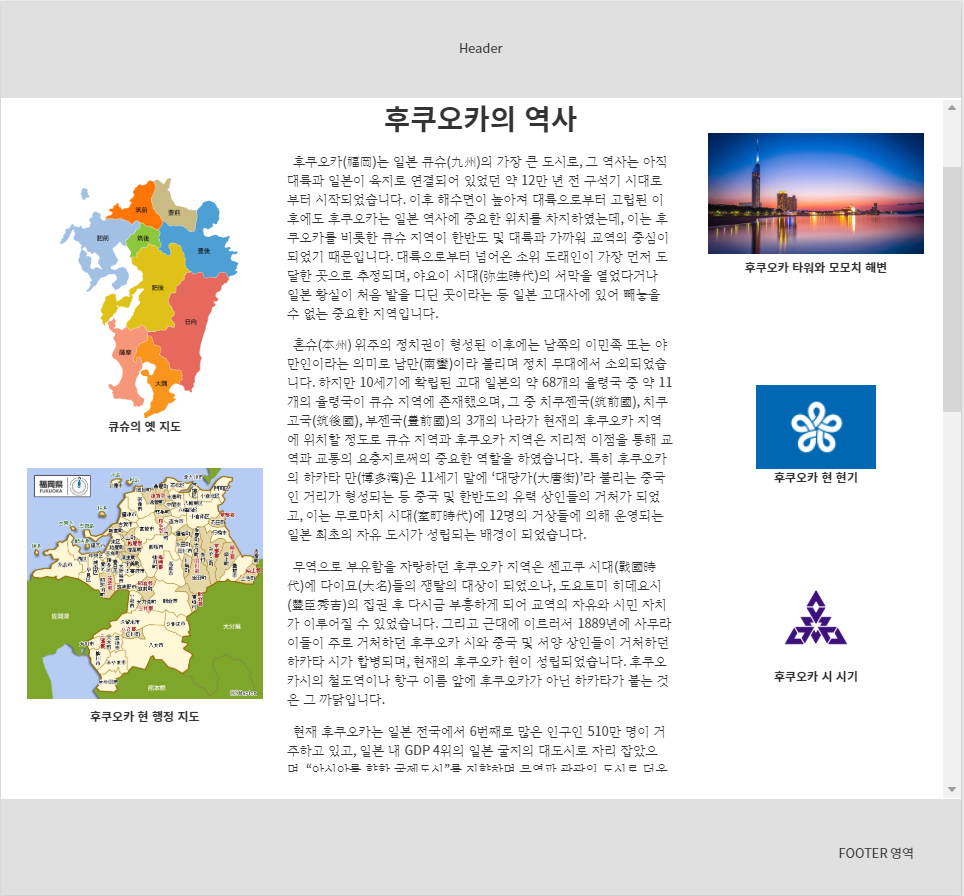 Header
후쿠오카의 역사
후쿠오카(福岡)는 일본 큐슈(九州)의 가장 큰 도시로, 그 역사는 아직
대륙과 일본이 육지로 연결되어 있었던 약 12만 년 전 구석기 시대로
부터 시작되었습니다. 이후 해수면이 높아져 대륙으로부터 고립된 이
후에도 후쿠오카는 일본 역사에 중요한 위치를 차지하였는데, 이는 후
쿠오카를 비롯한 큐슈 지역이 한반도 및 대륙과 가까워 교역의 중심이
되었기 때문입니다. 대륙으로부터 넘어온 소위 도래인이 가장 먼저 도
달한 곳으로 추정되며, 야요이 시대(弥生時代)의 서막을 열었다거나
일본 황실이 처음 발을 디딘 곳이라는 등 일본 고대사에 있어 빼놓을
수 없는 중요한 지역입니다.
혼슈(本州) 위주의 정치권이 형성된 이후에는 남쪽의 이민족 또는 야
만인이라는 의미로 남만(南蠻)이라 불리며 정치 무대에서 소외되었습
니다. 하지만 10세기에 확립된 고대 일본의 약 68개의 율령국 중 약 11
개의 율령국이 큐슈 지역에 존재했으며, 그 중 치쿠젠국(筑前國), 치쿠
고국(筑後國), 부젠국(豊前國)의 3개의 나라가 현재의 후쿠오카 지역
에 위치할 정도로 큐슈 지역과 후쿠오카 지역은 지리적 이점을 통해 교
역과 교통의 요충지로써의 중요한 역할을 하였습니다. 특히 후쿠오카
의 하카타 만(博多湾)은 11세기 말에 ‘대당가(大唐街)’라 불리는 중국
인 거리가 형성되는 등 중국 및 한반도의 유력 상인들의 거처가 되었
고, 이는 무로마치 시대(室町時代)에 12명의 거상들에 의해 운영되는
일본 최초의 자유 도시가 성립되는 배경이 되었습니다.
무역으로 부유함을 자랑하던 후쿠오카 지역은 센고쿠 시대(戰國時
代)에 다이묘(大名)들의 쟁탈의 대상이 되었으나, 도요토미 히데요시
(豊臣秀吉)의 집권 후 다시금 부흥하게 되어 교역의 자유와 시민 자치
가 이루어질 수 있었습니다. 그리고 근대에 이르러서 1889년에 사무라
이들이 주로 거처하던 후쿠오카 시와 중국 및 서양 상인들이 거처하던
하카타 시가 합병되며, 현재의 후쿠오카 현이 성립되었습니다. 후쿠오
카시의 철도역이나 항구 이름 앞에 후쿠오카가 아닌 하카타가 붙는 것
은 그 까닭입니다.
현재 후쿠오카는 일본 전국에서 6번째로 많은 인구인 510만 명이 거
주하고 있고, 일본 내 GDP 4위의 일본 굴지의 대도시로 자리 잡았으
며, “아시아를 향한 국제도시”를 지향하며 무역과 관광의 도시로 더욱
筑前
豊前
肥前
筑後
豊後
肥後
日向
薩摩
大隅
큐슈의 옛 지도
福岡県
FUKUOKA
佐賀県
大分県
熊本県
후쿠오카 현 행정 지도
후쿠오카 타워와 모모치 해변
후쿠오카 현 현기
후쿠오카 시 시기
FOOTER 영역